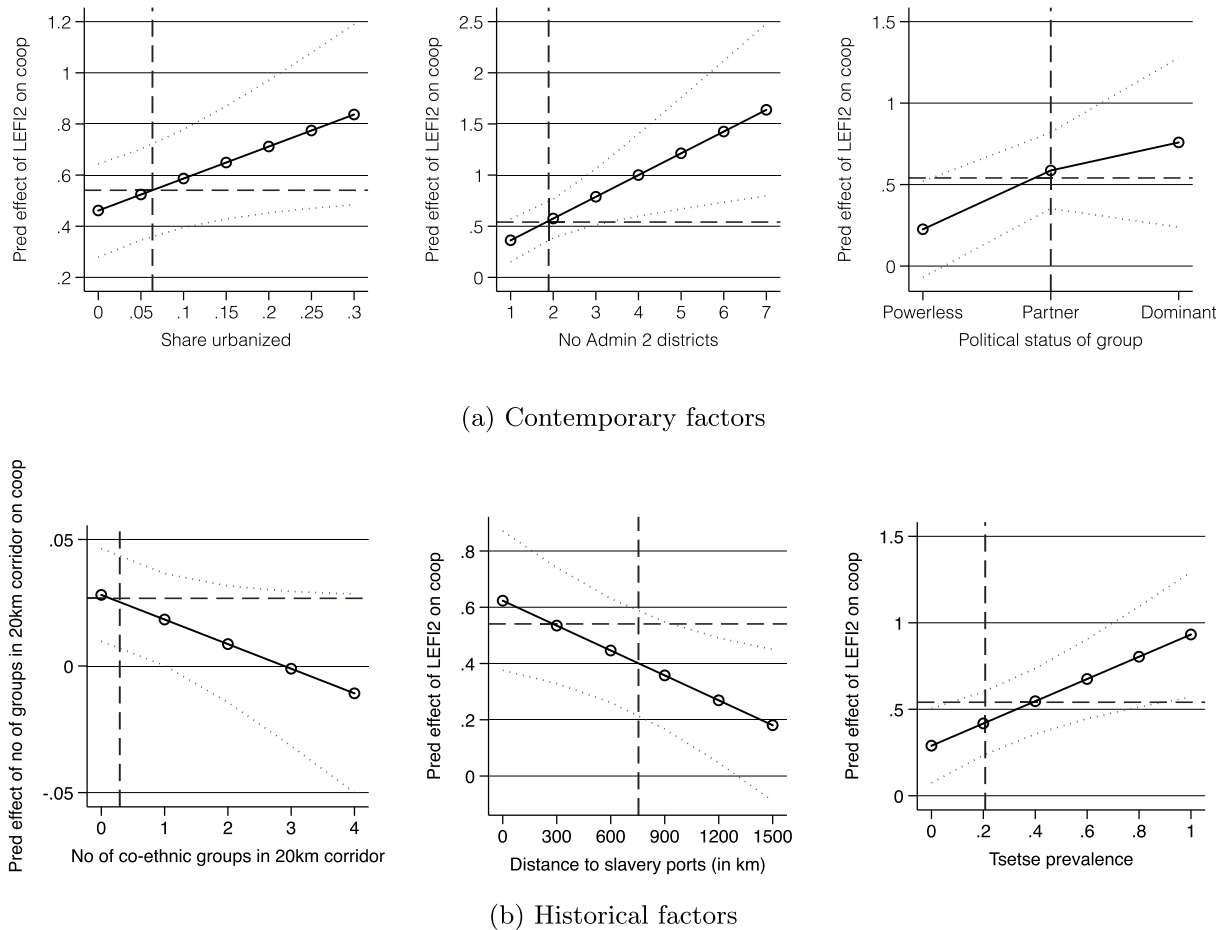 Pred effect of LEFI2 on coop
1.2
1
.8
.6
.4
.2
0 .05 .1 .15 .2 .25 .3
Share urbanized
Pred effect of LEFI2 on coop
2.5
2
1.5
1
.5
0
1 2 3 4 5 6 7
No Admin 2 districts
Pred effect of LEFI2 on coop
1.5
1
.5
0
Powerless Partner Dominant
Political status of group
(a) Contemporary factors
Pred effect of no of groups in 20km corridor on coop
.05
0
-.05
0 1 2 3 4
No of co-ethnic groups in 20km corridor
Pred effect of LEFI2 on coop
.8
.6
.4
.2
0
0 300 600 900 1200 1500
Distance to slavery ports (in km)
Pred effect of LEFI2 on coop
1.5
1
.5
0
0 .2 .4 .6 .8 1
Tsetse prevalence
(b) Historical factors